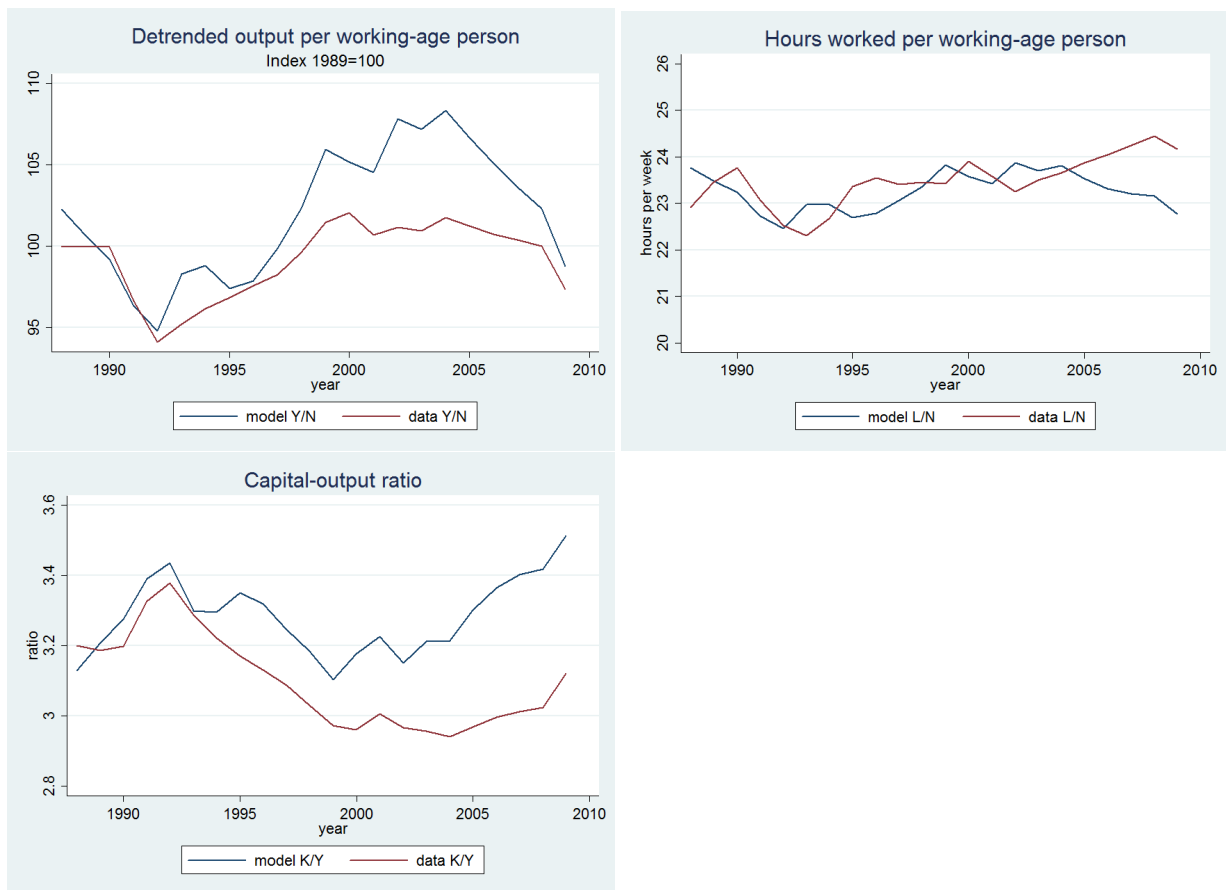 Detrended output per working-age person
Index 1989=100
110
105
100
95
1990
1995
2000
2005
2010
year
model Y/N
data Y/N
Hours worked per working-age person
hours per week
26
25
24
23
22
21
20
1990
1995
2000
2005
2010
year
model L/N
data L/N
Capital-output ratio
ratio
3.6
3.4
3.2
3
2.8
1990
1995
2000
2005
2010
year
model K/Y
data K/Y